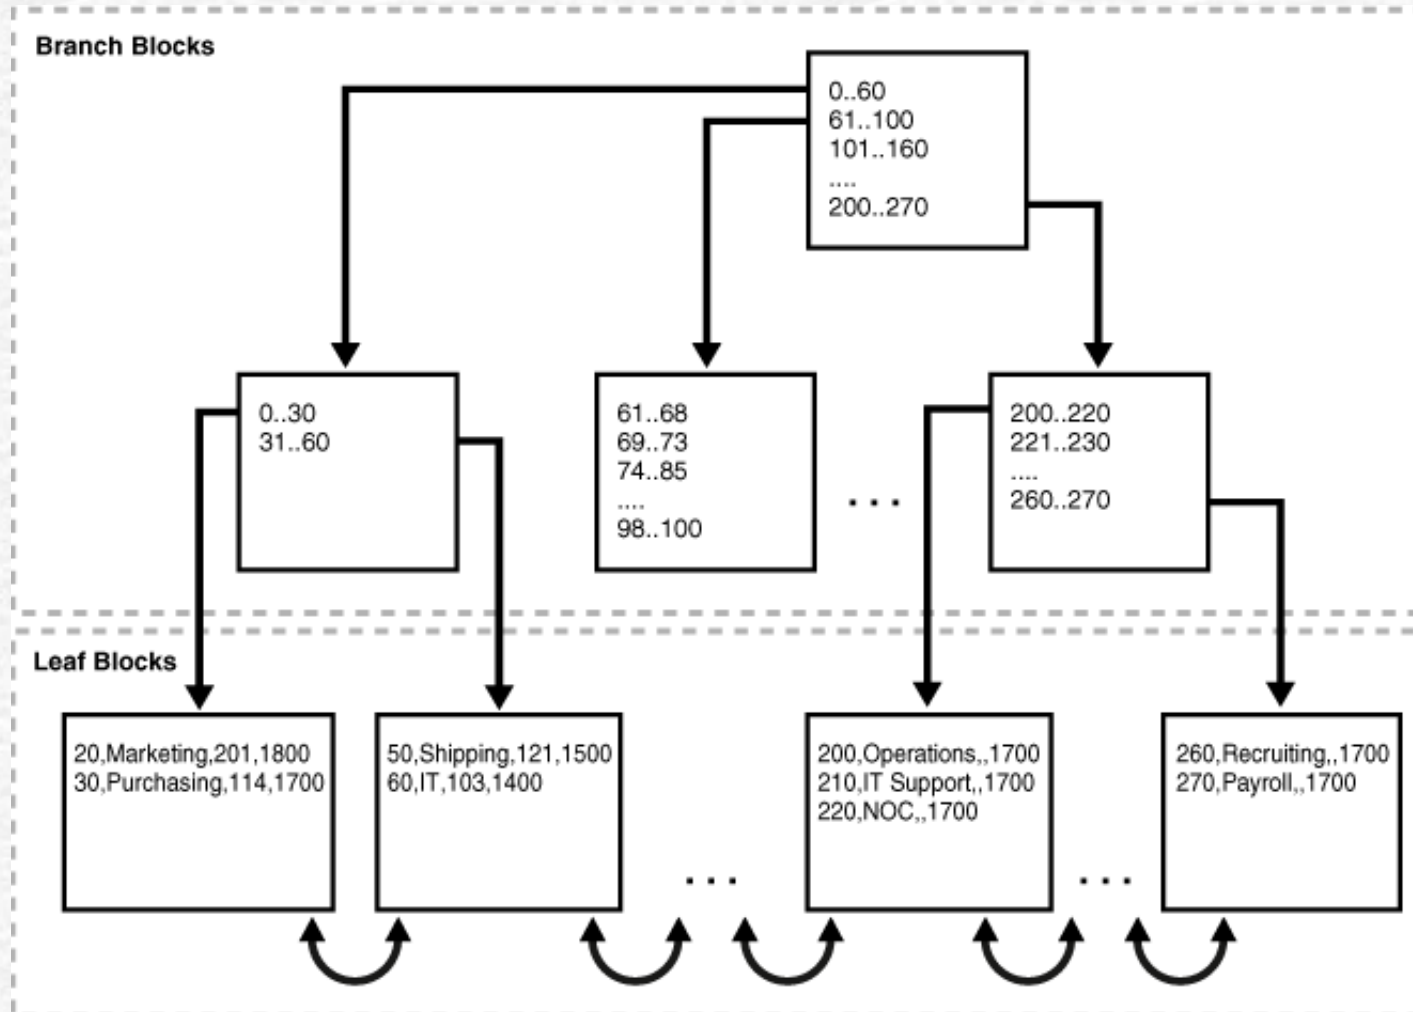 Branch Blocks
0..60
61..100
101..160
....
200..270
0..30
31..60
61..68
69..73
74..85
....
98..100
...
200..220
221..230
....
260..270
Leaf Blocks
20,Marketing,201,1800
30,Purchasing,114,1700
50,Shipping,121,1500
60,IT,103,1400
...
200,Operations,,1700
210,IT Support,,1700
220,NOC,,1700
...
260,Recruiting,,1700
270,Payroll,,1700